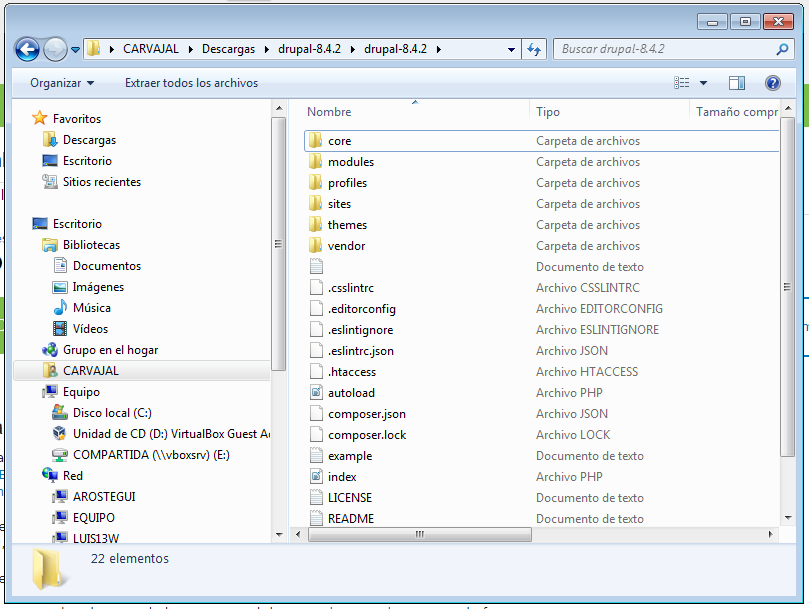 CARVAJAL Descargas drupal-8.4.2 drupal-8.4.2
Buscar drupal-8.4.2
Organizar Extraer todos los archivos
Favoritos
Descargas
Escritorio
Sitios recientes
Escritorio
Bibliotecas
Documentos
Imágenes
Música
Vídeos
Grupo en el hogar
CARVAJAL
Equipo
Disco local (C:)
Unidad de CD (D:) VirtualBox Guest
COMPARTIDA (\\vboxsrv) (E:)
Red
AROSTEGUI
EQUIPO
LUIS13W
Nombre Tipo Tamaño compr
core Carpeta de archivos
modules Carpeta de archivos
profiles Carpeta de archivos
sites Carpeta de archivos
themes Carpeta de archivos
vendor Carpeta de archivos
Documento de texto
.csslintrc Archivo CSSLINTRC
.editorconfig Archivo EDITORCONFIG
.eslintignore Archivo ESLINTIGNORE
.eslintrc.json Archivo JSON
.htaccess Archivo HTACCESS
autoload Archivo PHP
composer.json Archivo JSON
composer.lock Archivo LOCK
example Documento de texto
index Archivo PHP
LICENSE Documento de texto
README Documento de texto
22 elementos